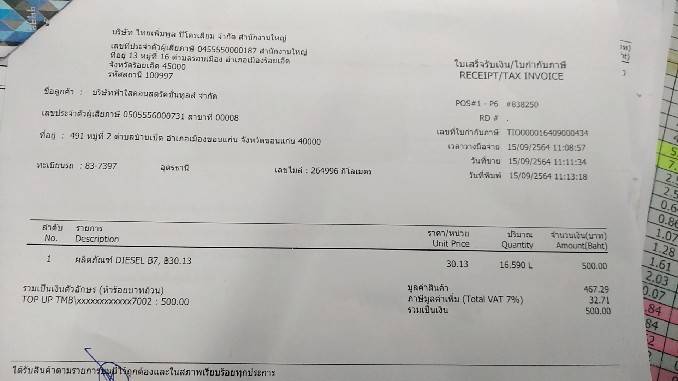 บริษัท ไทยเพิ่มพูล ปิโตรเลียม จำกัด สำนักงานใหญ่
เลขที่ประจำตัวผู้เสียภาษี 0455550000187 สำนักงานใหญ่
ที่อยู่ 13 หมู่ที่ 16 ตำบลรอบเมือง อำเภอเมืองร้อยเอ็ด
จังหวัดร้อยเอ็ด 45000
รหัสสถานี 100997
ใบเสร็จรับเงิน/ใบกำกับภาษี
RECEIPT/TAX INVOICE
ชื่อลูกค้า : บริษัทฟ้าใสคอนสตรัคชั่นทูลส์ จำกัด
POS#1 - P6 #838250
RD # .
เลขประจำตัวผู้เสียภาษี 0505556000731 สาขาที่ 00008
เลขที่ใบกำกับภาษี TIO000016409000434
ที่อยู่ : 491 หมู่ที่ 2 ตำบลบ้านเป็ด อำเภอเมืองขอนแก่น จังหวัดขอนแก่น 40000
เวลาวางมือจ่าย 15/09/2564 11:08:57
วันที่ขาย 15/09/2564 11:11:34
ทะเบียนรถ : 83-7397 อุดรธานี เลขไมล์ : 264996 กิโลเมตร
วันที่พิมพ์ 15/09/2564 11:13:18
ลำดับ รายการ ราคา/หน่วย ปริมาณ จำนวนเงิน(บาท)
No. Description Unit Price Quantity Amount(Baht)
1 ผลิตภัณฑ์ DIESEL B7, ฿30.13 30.13 16.590 L 500.00
รวมเป็นเงินตัวอักษร (ห้าร้อยบาทถ้วน)
มูลค่าสินค้า 467.29
TOP UP TMB\xxxxxxxxxxxx7002 : 500.00
ภาษีมูลค่าเพิ่ม (Total VAT 7%) 32.71
รวมเป็นเงิน 500.00
ได้รับสินค้าตามรายการบนนี้ไว้ถูกต้องและในสภาพเรียบร้อยทุกประการ
1.07
1.28
1.61
2.03
0.07
.84
84